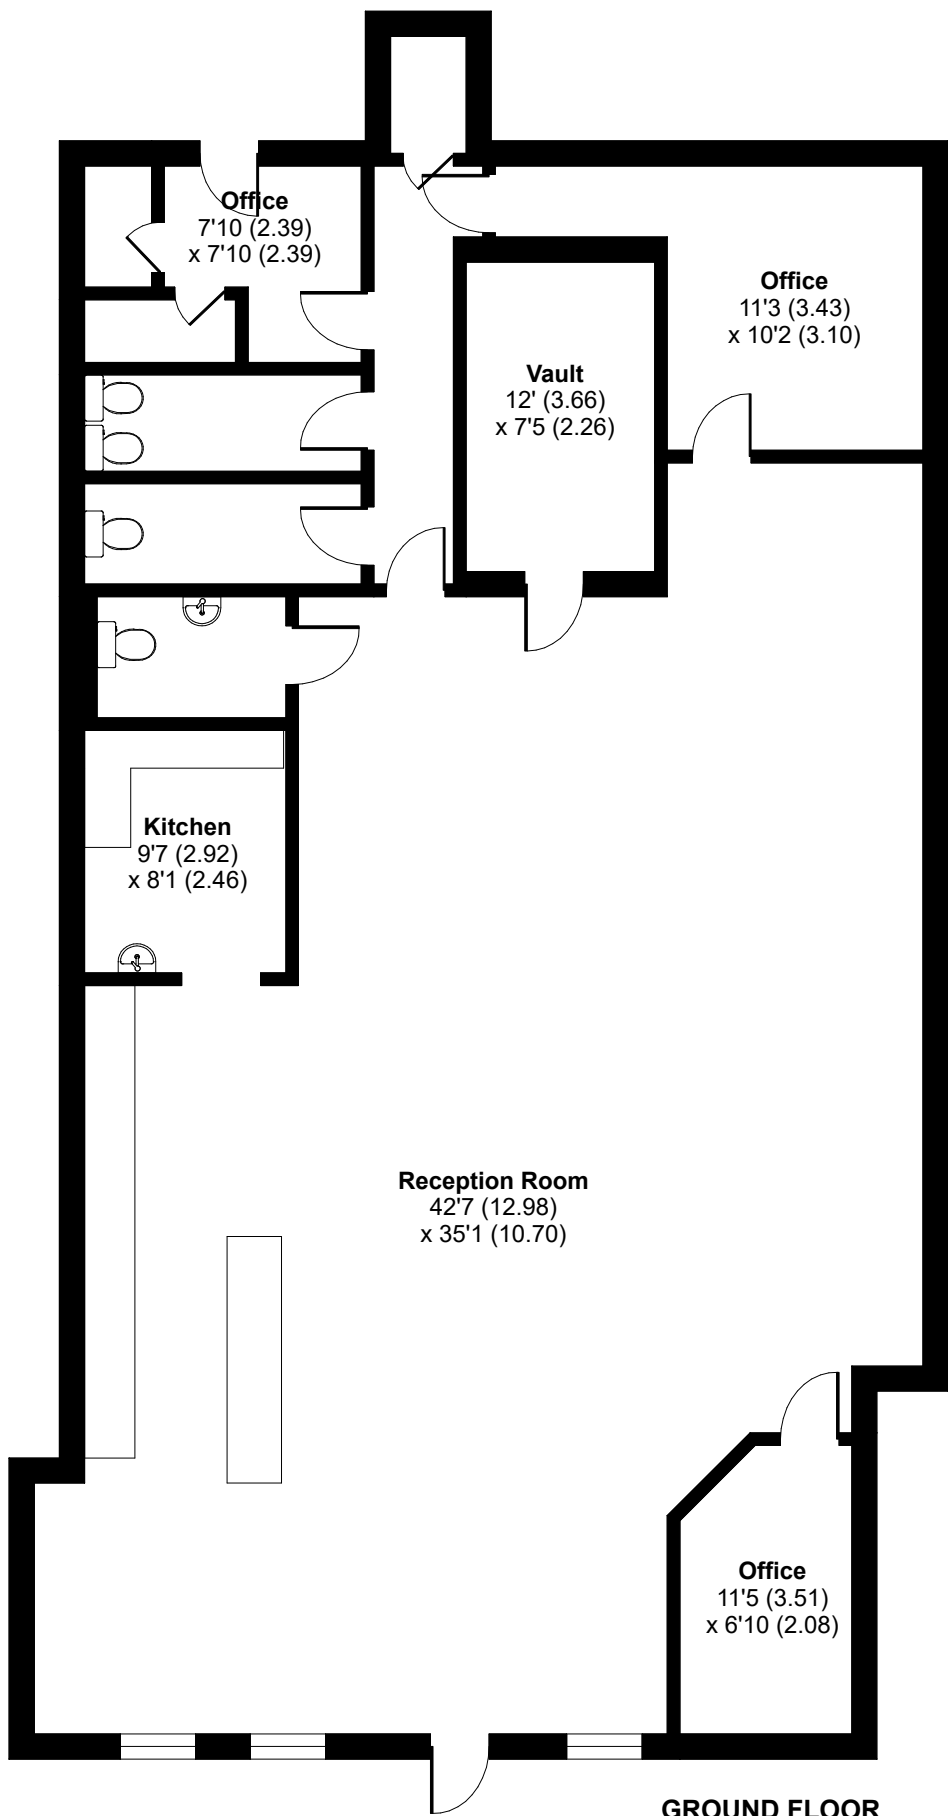 Office
7'10 (2.39)
x 7'10 (2.39)
Office
11'3 (3.43)
x 10'2 (3.10)
Vault
12' (3.66)
x 7'5 (2.26)
Kitchen
9'7 (2.92)
x 8'1 (2.46)
Reception Room
42'7 (12.98)
x 35'1 (10.70)
Office
11'5 (3.51)
x 6'10 (2.08)
GROUND FLOOR